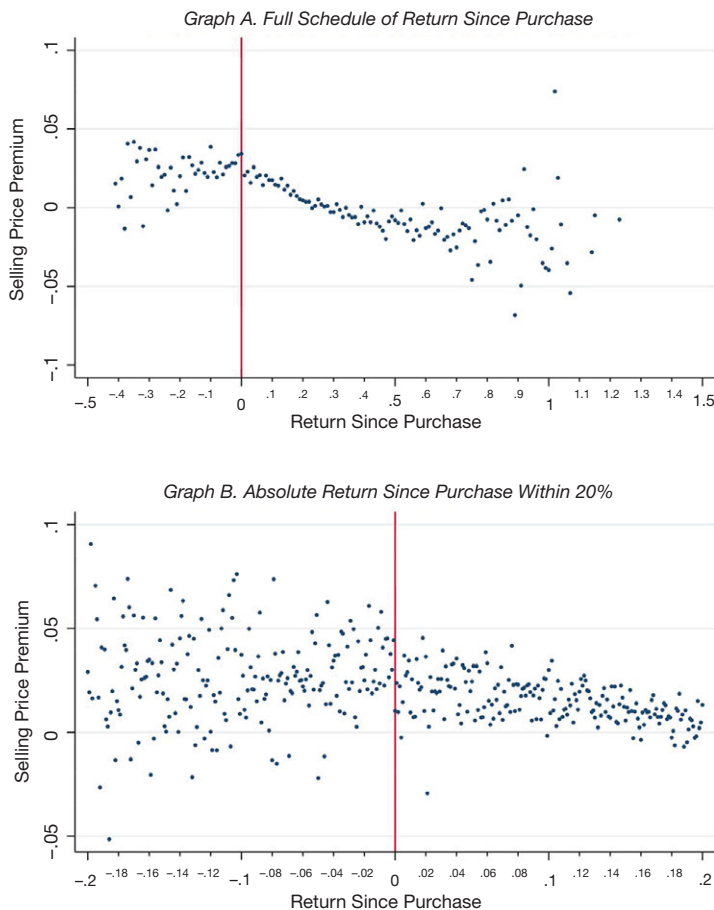 Graph A. Full Schedule of Return Since Purchase
.1
.05
0
−.05
−.1
Selling Price Premium
−.5 −.4 −.3 −.2 −.1 0 .1 .2 .3 .4 .5 .6 .7 .8 .9 1 1.1 1.2 1.3 1.4 1.5
Return Since Purchase
Graph B. Absolute Return Since Purchase Within 20%
.1
.05
0
−.05
Selling Price Premium
−.2 −.18 −.16 −.14 −.12 −.1 −.08 −.06 −.04 −.02 0 .02 .04 .06 .08 .1 .12 .14 .16 .18 .2
Return Since Purchase